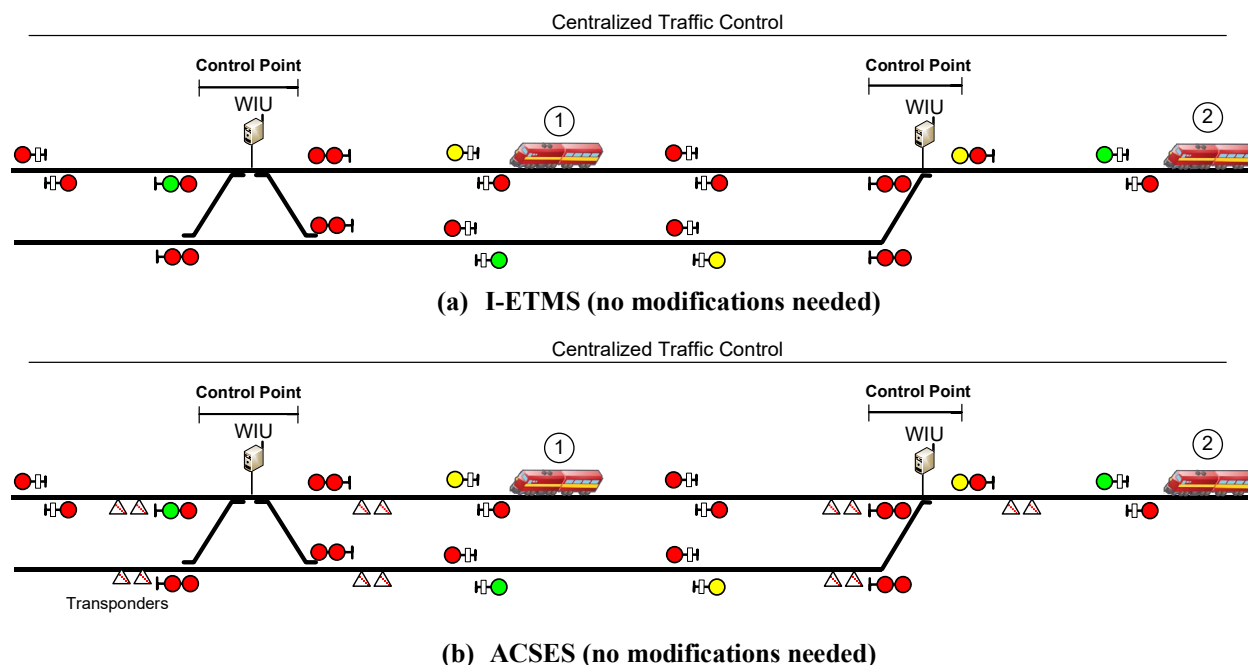 Centralized Traffic Control
Control Point
Control Point
WIU
WIU
1
2
(a) I-ETMS (no modifications needed)
Centralized Traffic Control
Control Point
Control Point
WIU
WIU
1
2
Transponders
(b) ACSES (no modifications needed)